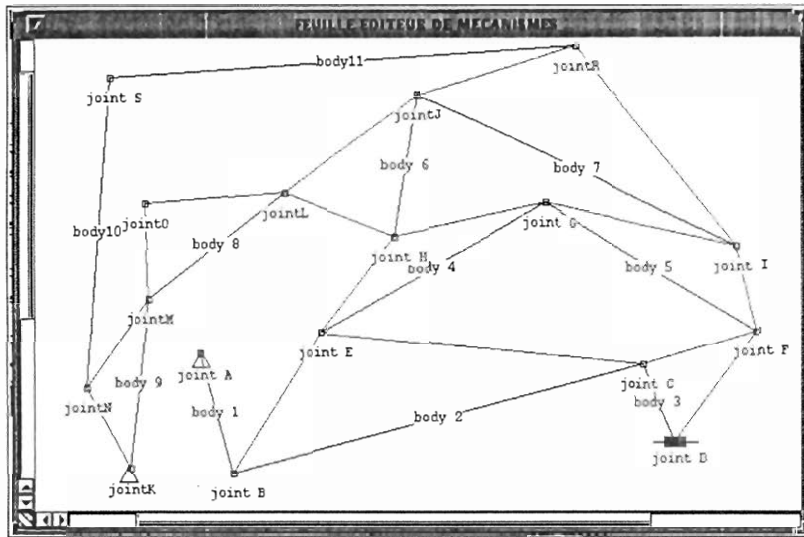 FEUILLE EDITEUR DE MECANISMES
body11
jointR
joint S
jointJ
body 6
body 7
jointO
jointL
joint G
body10
body 8
joint H
body 4
body 5
joint I
jointM
joint E
joint F
joint A
joint C
body 9
body 3
jointN
body 1
body 2
joint D
jointK
joint B